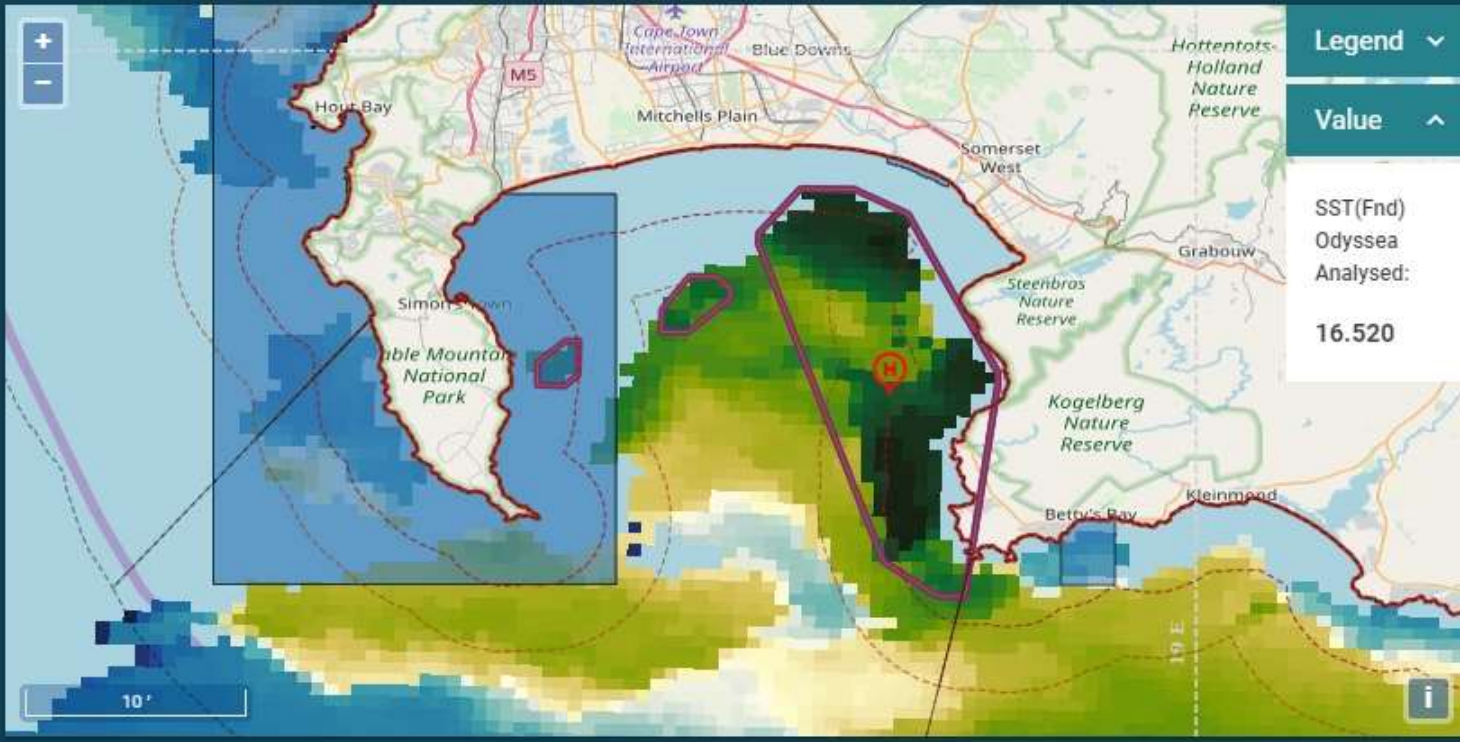 +
−
Cape Town
International
Airport
Blue Downs
M5
Hout Bay
Mitchells Plain
Somerset
West
Hottentots-
Holland
Nature
Reserve
Grabouw
Steenbras
Nature
Reserve
Simon's Town
able Mountain
National
Park
H
Kogelberg
Nature
Reserve
Kleinmond
Betty's Bay
19 E
10 '
Legend
Value
SST(Fnd)
Odyssea
Analysed:
16.520
i